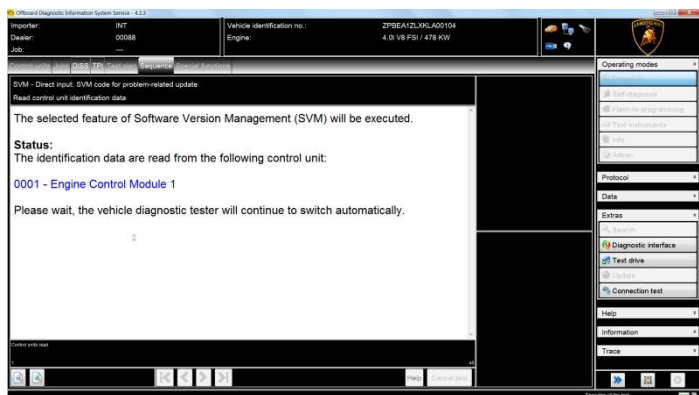 Offboard Diagnostic Information System Service - 4.3.3
Importer: INT Vehicle identification no.: ZPBEA1ZLXKLA00104
Dealer: 00088 Engine: 4.0l V8 FSI / 478 KW
Job: ---
Control units Jobs DISS TPI Test plan Sequence Special functions
Operating modes
SVM - Direct input: SVM code for problem-related update
Read control unit identification data
Diagnosis
Self-diagnosis
Flash re-programming
Test instruments
Info
Admin
The selected feature of Software Version Management (SVM) will be executed.
Status:
The identification data are read from the following control unit:
0001 - Engine Control Module 1
Please wait, the vehicle diagnostic tester will continue to switch automatically.
Protocol
Data
Extras
Search
Diagnostic interface
Test drive
Update
Connection test
Help
Information
Trace
Control units read
1 48
Help Cancel test